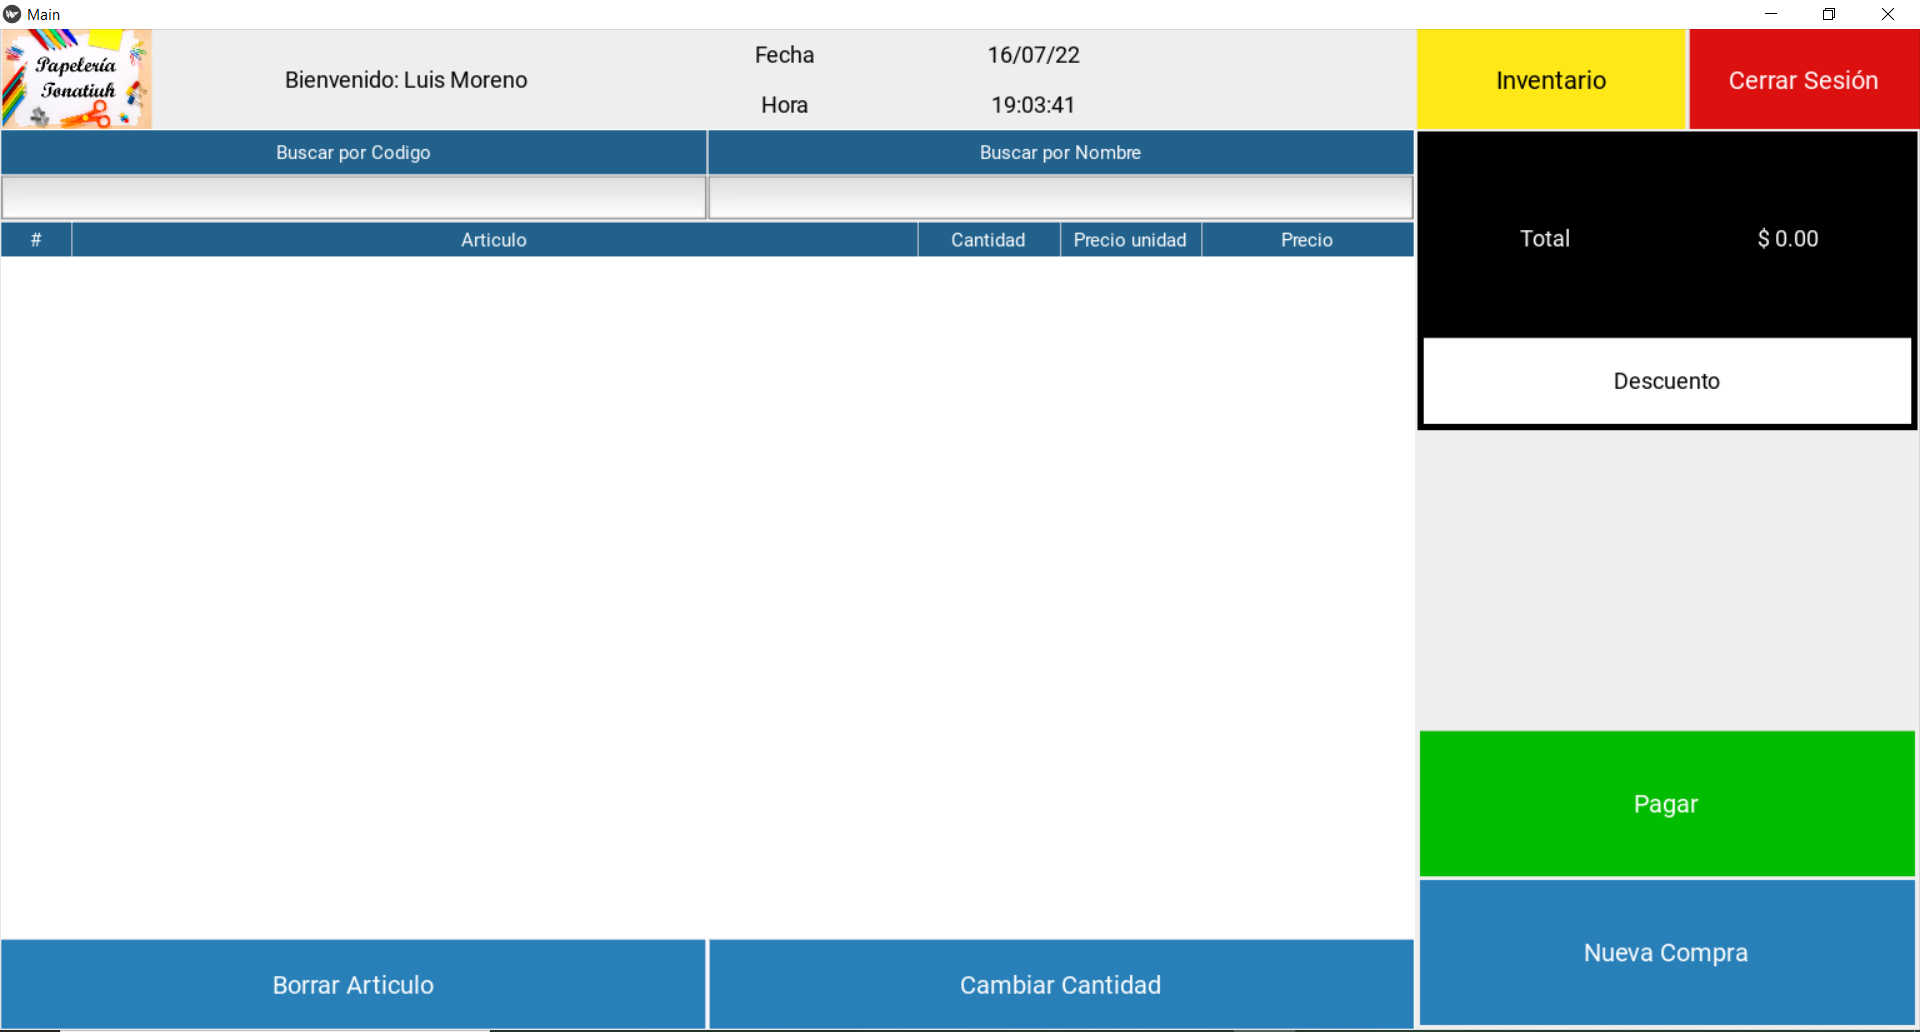 Main
Papelería
Tonatiuh
Bienvenido: Luis Moreno
Fecha 16/07/22
Hora 19:03:41
Inventario
Cerrar Sesión
Buscar por Codigo
Buscar por Nombre
# Articulo Cantidad Precio unidad Precio
Total $ 0.00
Descuento
Pagar
Nueva Compra
Borrar Articulo
Cambiar Cantidad